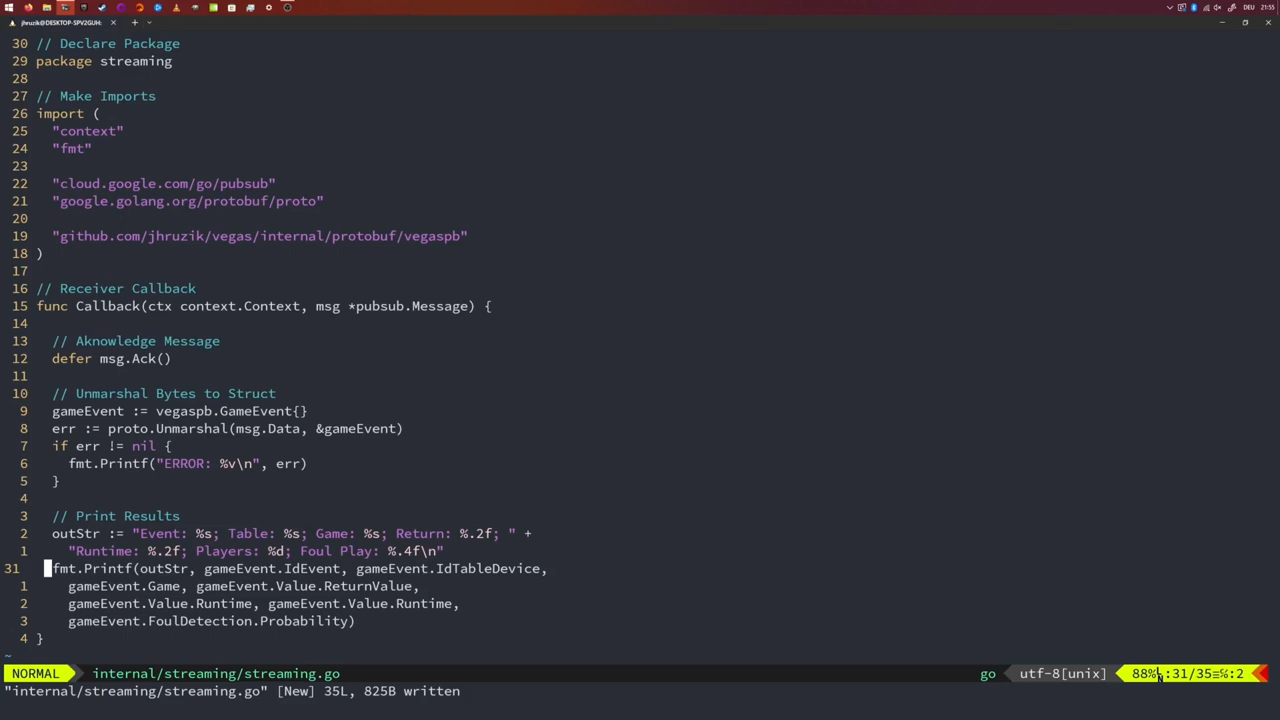 jhruzik@DESKTOP-SPV2GUH:
DEU 21:55
30 // Declare Package
29 package streaming
28
27 // Make Imports
26 import (
25 "context"
24 "fmt"
23
22 "cloud.google.com/go/pubsub"
21 "google.golang.org/protobuf/proto"
20
19 "github.com/jhruzik/vegas/internal/protobuf/vegaspb"
18 )
17
16 // Receiver Callback
15 func Callback(ctx context.Context, msg *pubsub.Message) {
14
13 // Aknowledge Message
12 defer msg.Ack()
11
10 // Unmarshal Bytes to Struct
9 gameEvent := vegaspb.GameEvent{}
8 err := proto.Unmarshal(msg.Data, &gameEvent)
7 if err != nil {
6 fmt.Printf("ERROR: %v\n", err)
5 }
4
3 // Print Results
2 outStr := "Event: %s; Table: %s; Game: %s; Return: %.2f; " +
1 "Runtime: %.2f; Players: %d; Foul Play: %.4f\n"
31 fmt.Printf(outStr, gameEvent.IdEvent, gameEvent.IdTableDevice,
1 gameEvent.Game, gameEvent.Value.ReturnValue,
2 gameEvent.Value.Runtime, gameEvent.Value.Runtime,
3 gameEvent.FoulDetection.Probability)
4 }
~
NORMAL internal/streaming/streaming.go go utf-8[unix] 88% :31/35≡℅:2
"internal/streaming/streaming.go" [New] 35L, 825B written